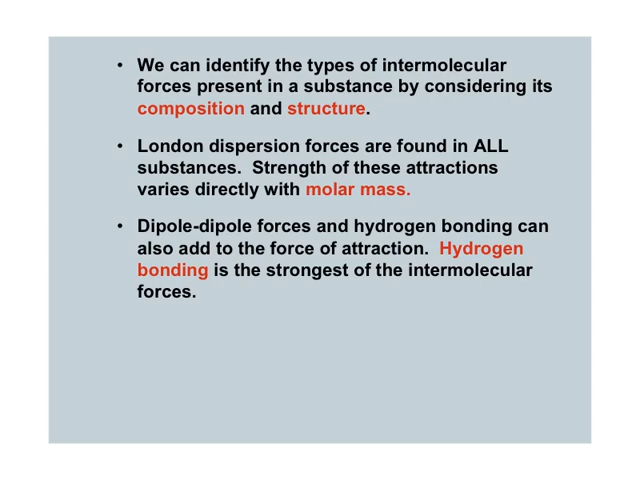 • We can identify the types of intermolecular
forces present in a substance by considering its
composition and structure.
• London dispersion forces are found in ALL
substances.  Strength of these attractions
varies directly with molar mass.
• Dipole-dipole forces and hydrogen bonding can
also add to the force of attraction.  Hydrogen
bonding is the strongest of the intermolecular
forces.